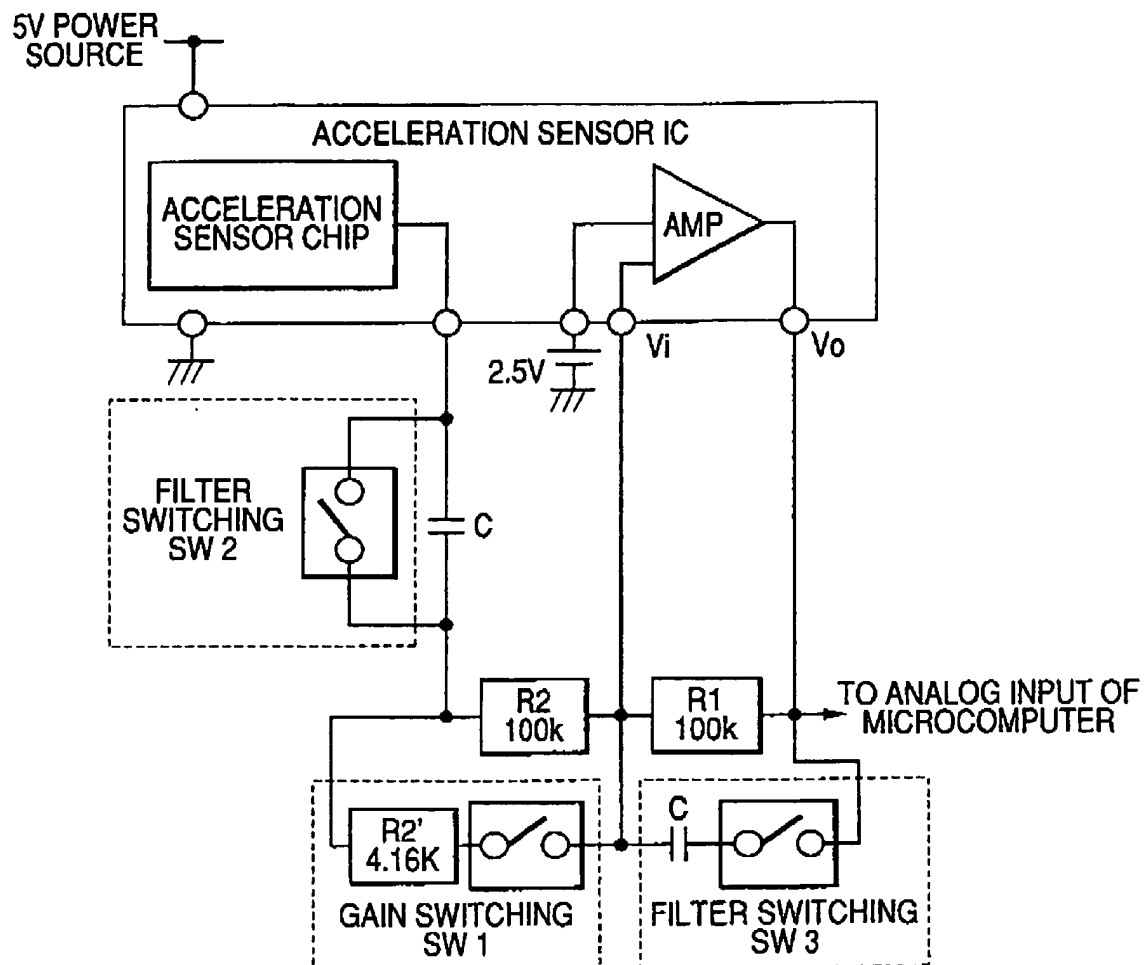 5V POWER
SOURCE
ACCELERATION SENSOR IC
ACCELERATION
SENSOR CHIP
AMP
Vi
Vo
2.5V
FILTER
SWITCHING
SW 2
C
R2
100k
R1
100k
TO ANALOG INPUT OF
MICROCOMPUTER
R2'
4.16K
C
GAIN SWITCHING
SW 1
FILTER SWITCHING
SW 3